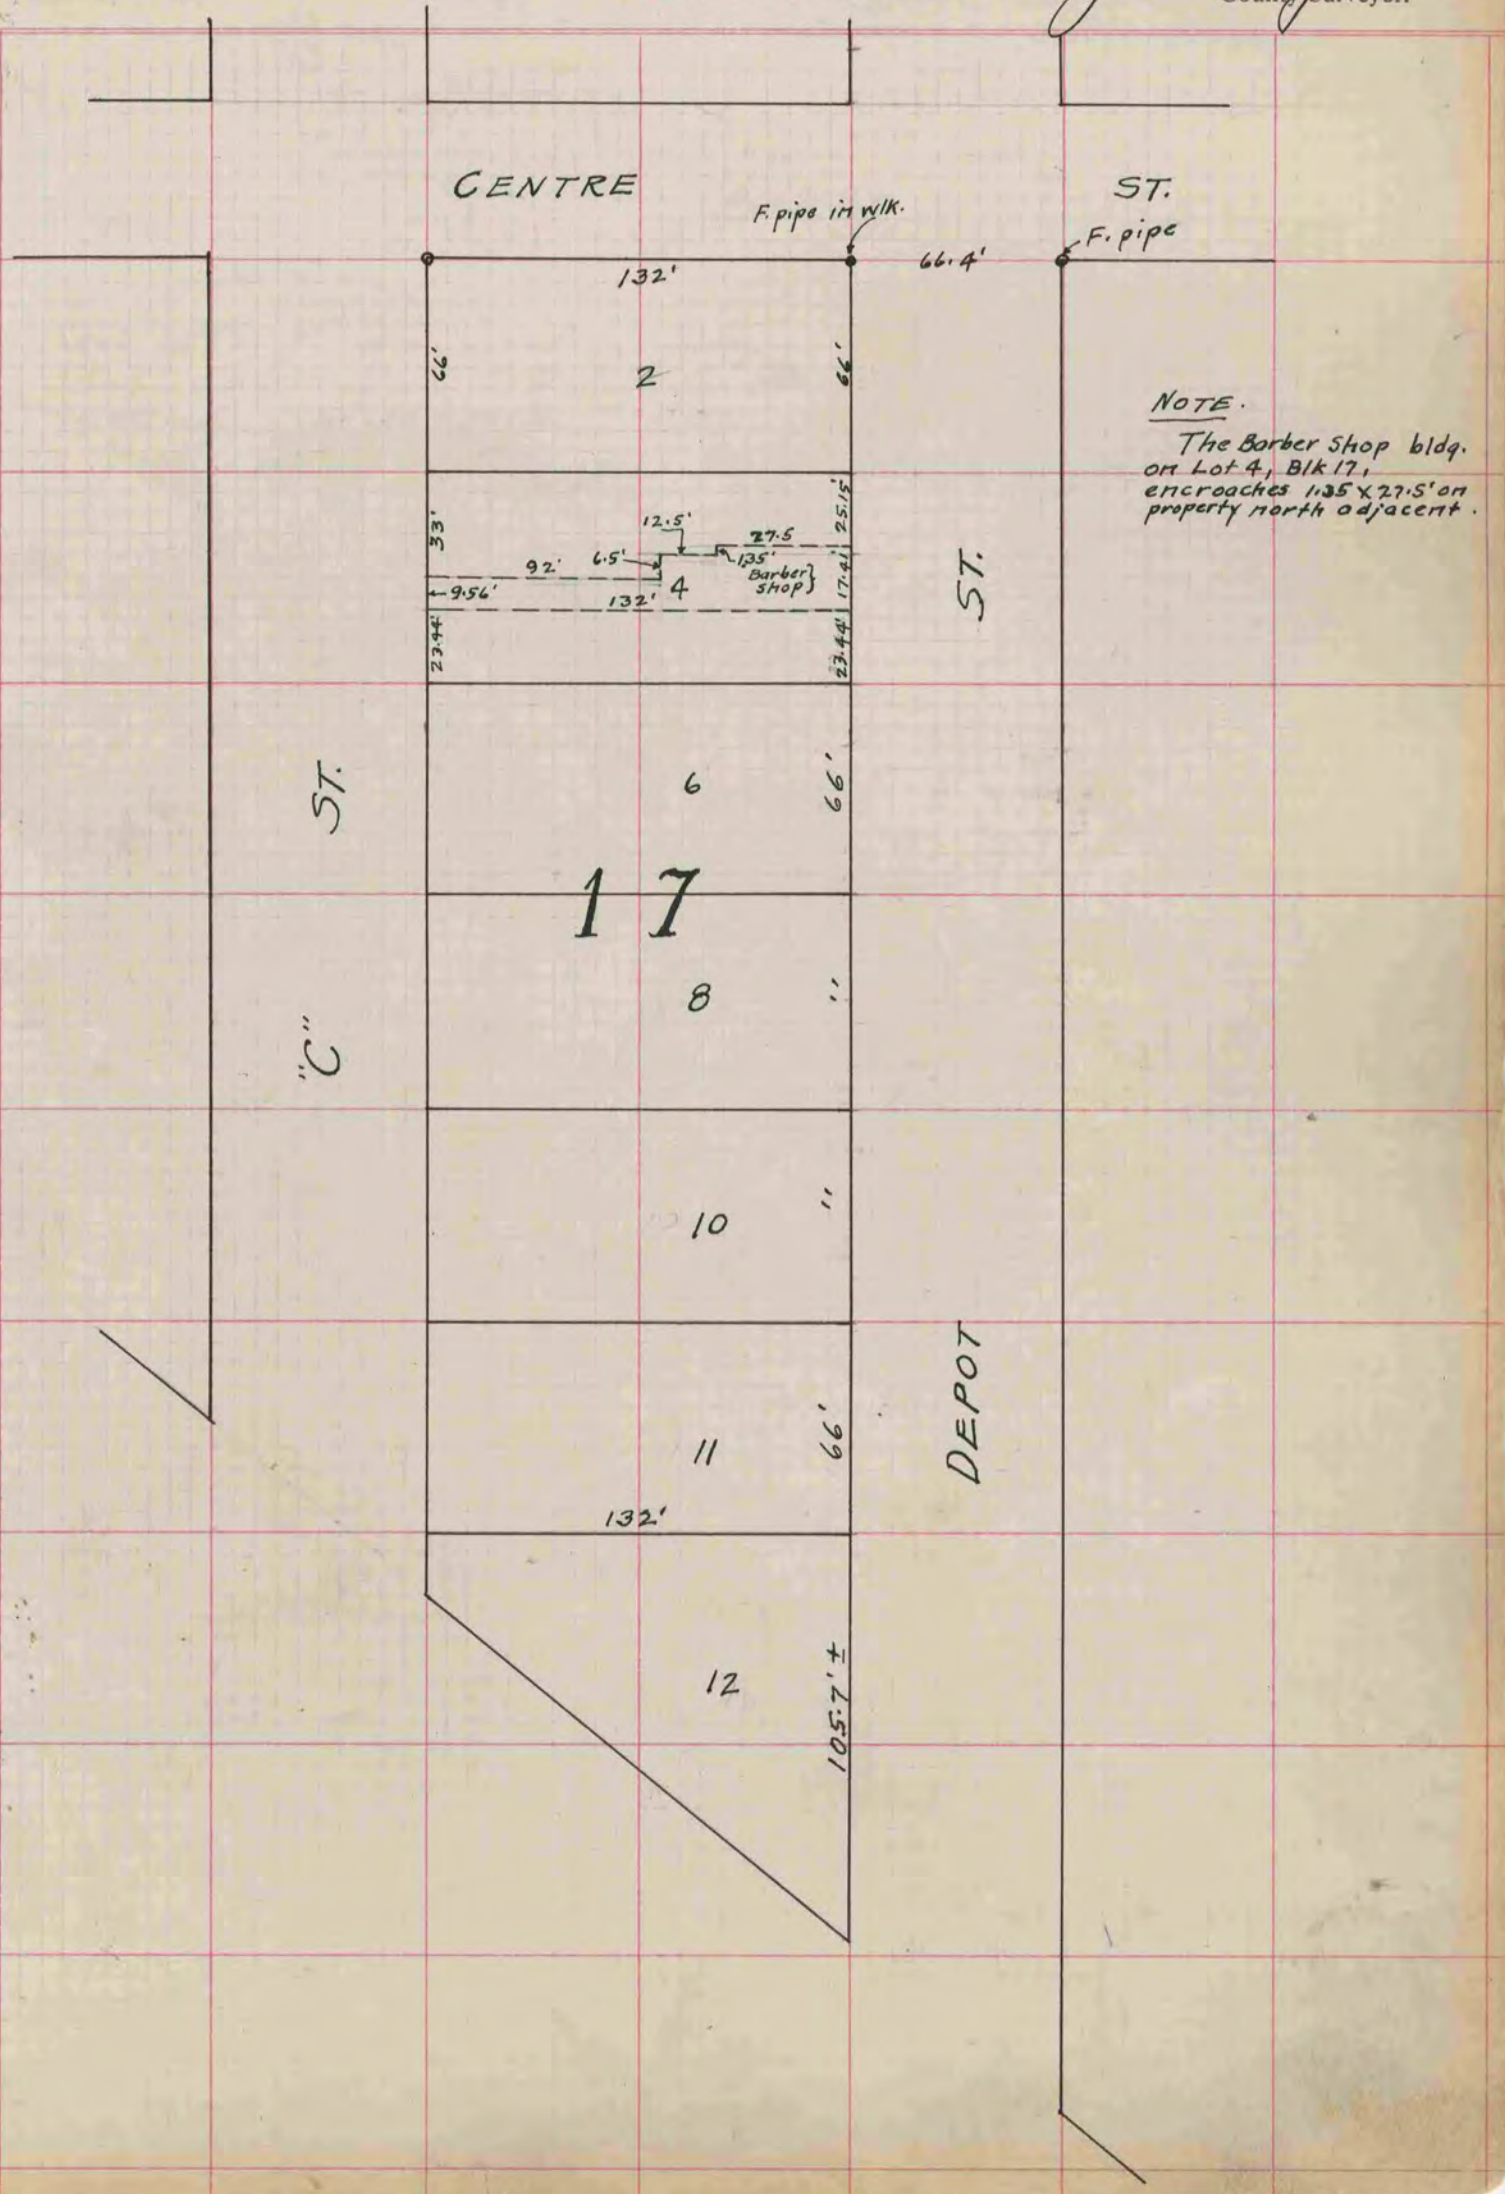 County Surveyor.
CENTRE ST.
F. pipe in wlk.
F. pipe
132'
66.4'
66'
2
66'
NOTE.
The Barber Shop bldg.
on Lot 4, Blk 17,
encroaches 1.35 x 27.5' on
property north adjacent.
33'
25.15'
12.5'
27.5
6.5'
1.35'
92'
Barber
shop
17.41'
9.56'
4
132'
23.44'
23.44'
ST.
ST.
6
66'
17
8
"
"C"
10
"
DEPOT
11
66'
132'
12
105.7' ±